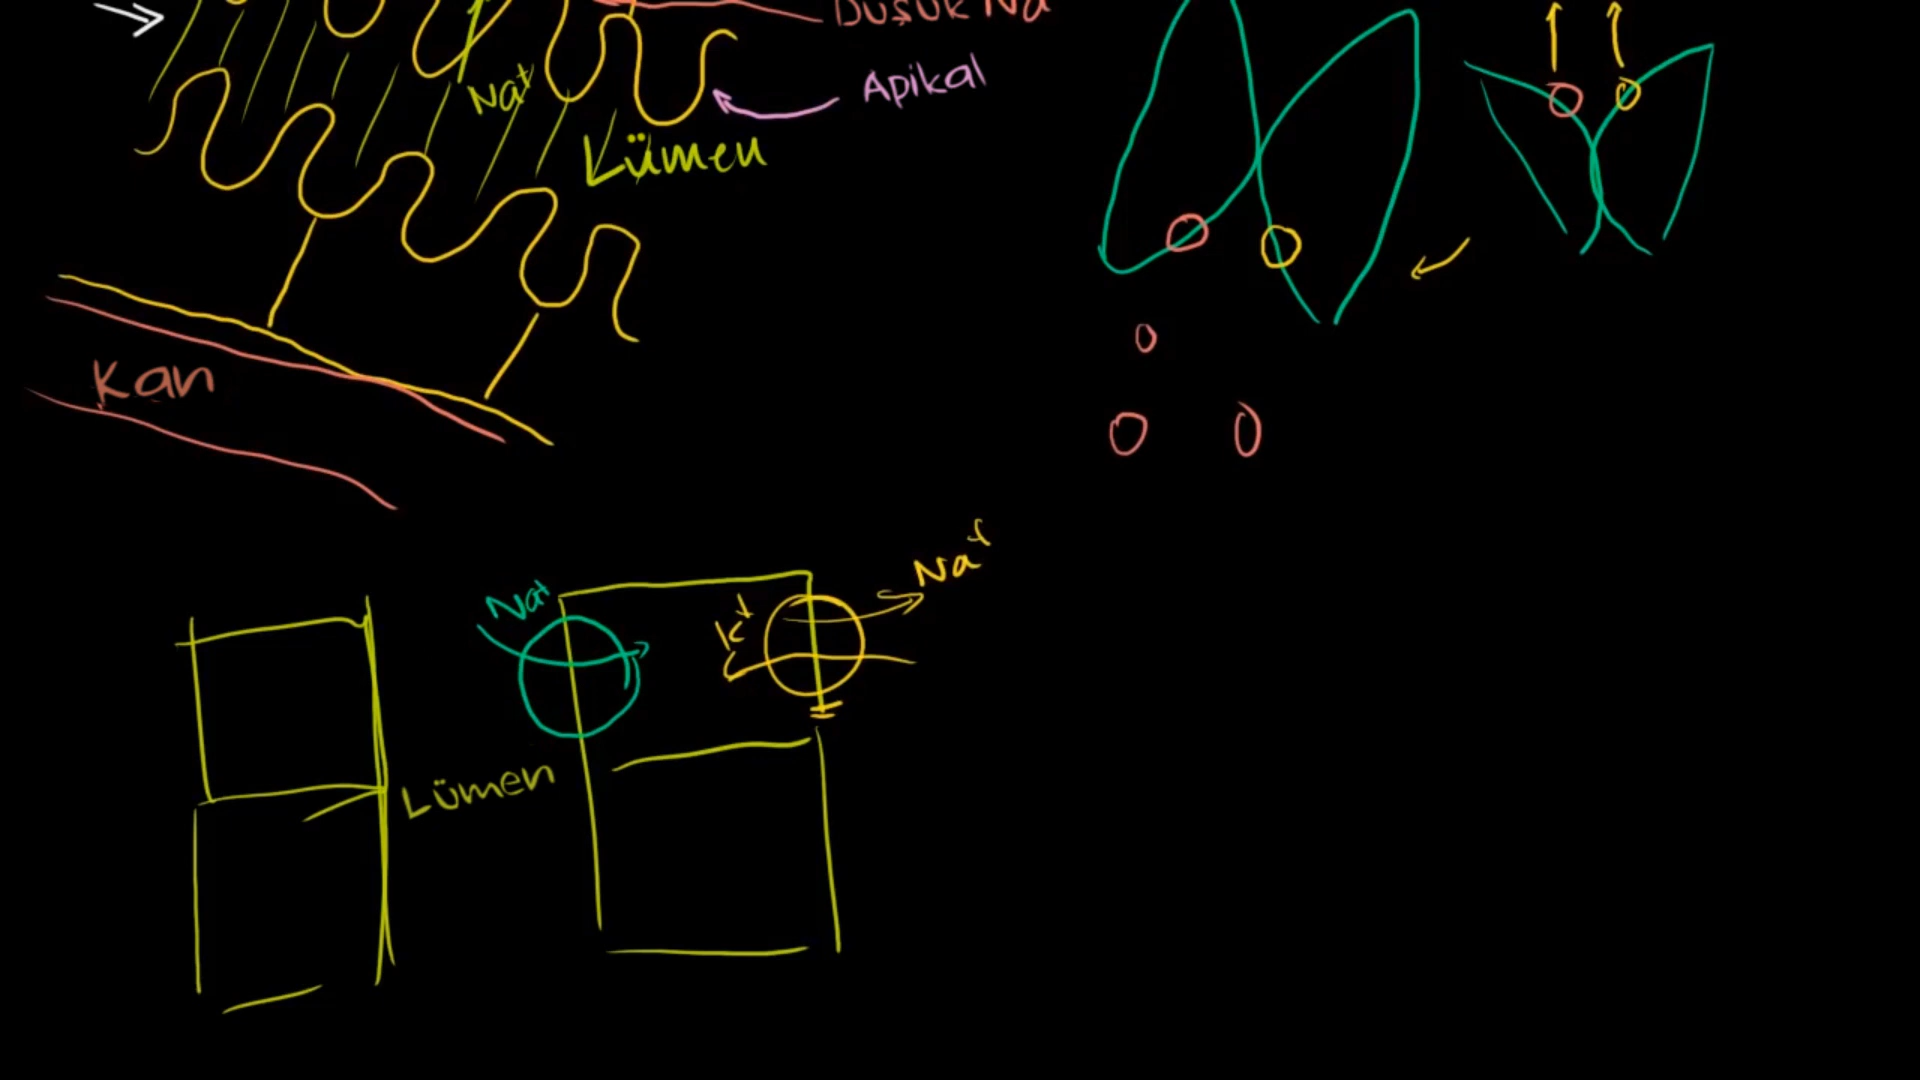 Düşük Na
Na⁺
Apikal
Lümen
Kan
Na⁺
Na⁺
K⁺
Lümen